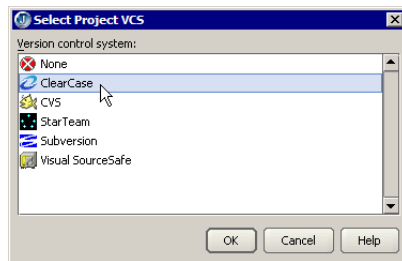 Select Project VCS
Version control system:
None
ClearCase
CVS
StarTeam
Subversion
Visual SourceSafe
OK Cancel Help